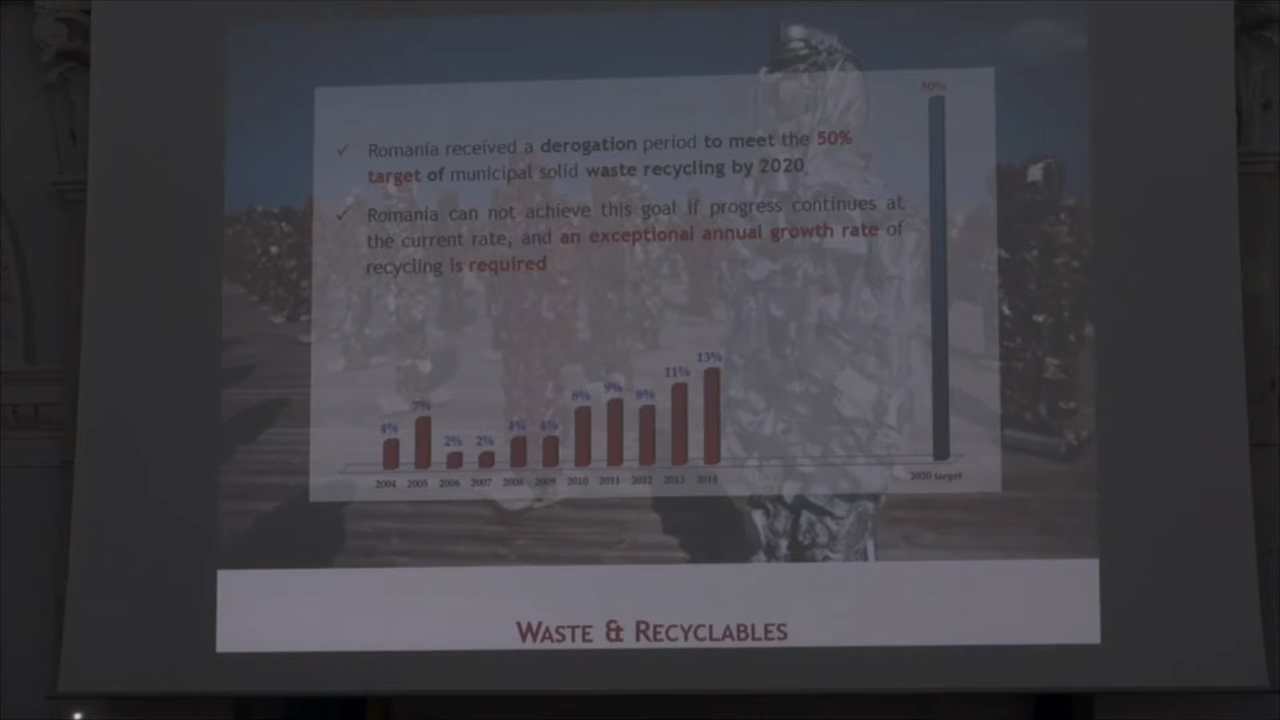 50%
✓ Romania received a derogation period to meet the 50%
target of municipal solid waste recycling by 2020
✓ Romania can not achieve this goal if progress continues at
the current rate, and an exceptional annual growth rate of
recycling is required
4% 7% 2% 2% 4% 4% 8% 9% 8% 11% 13%
2004 2005 2006 2007 2008 2009 2010 2011 2012 2013 2014 2020 target
WASTE & RECYCLABLES